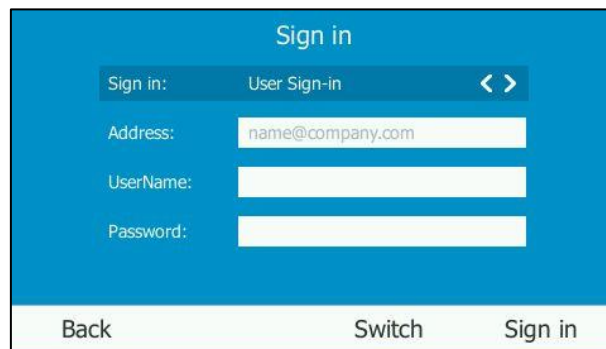 Sign in
Sign in: User Sign-in
Address: name@company.com
UserName:
Password:
Back Switch Sign in